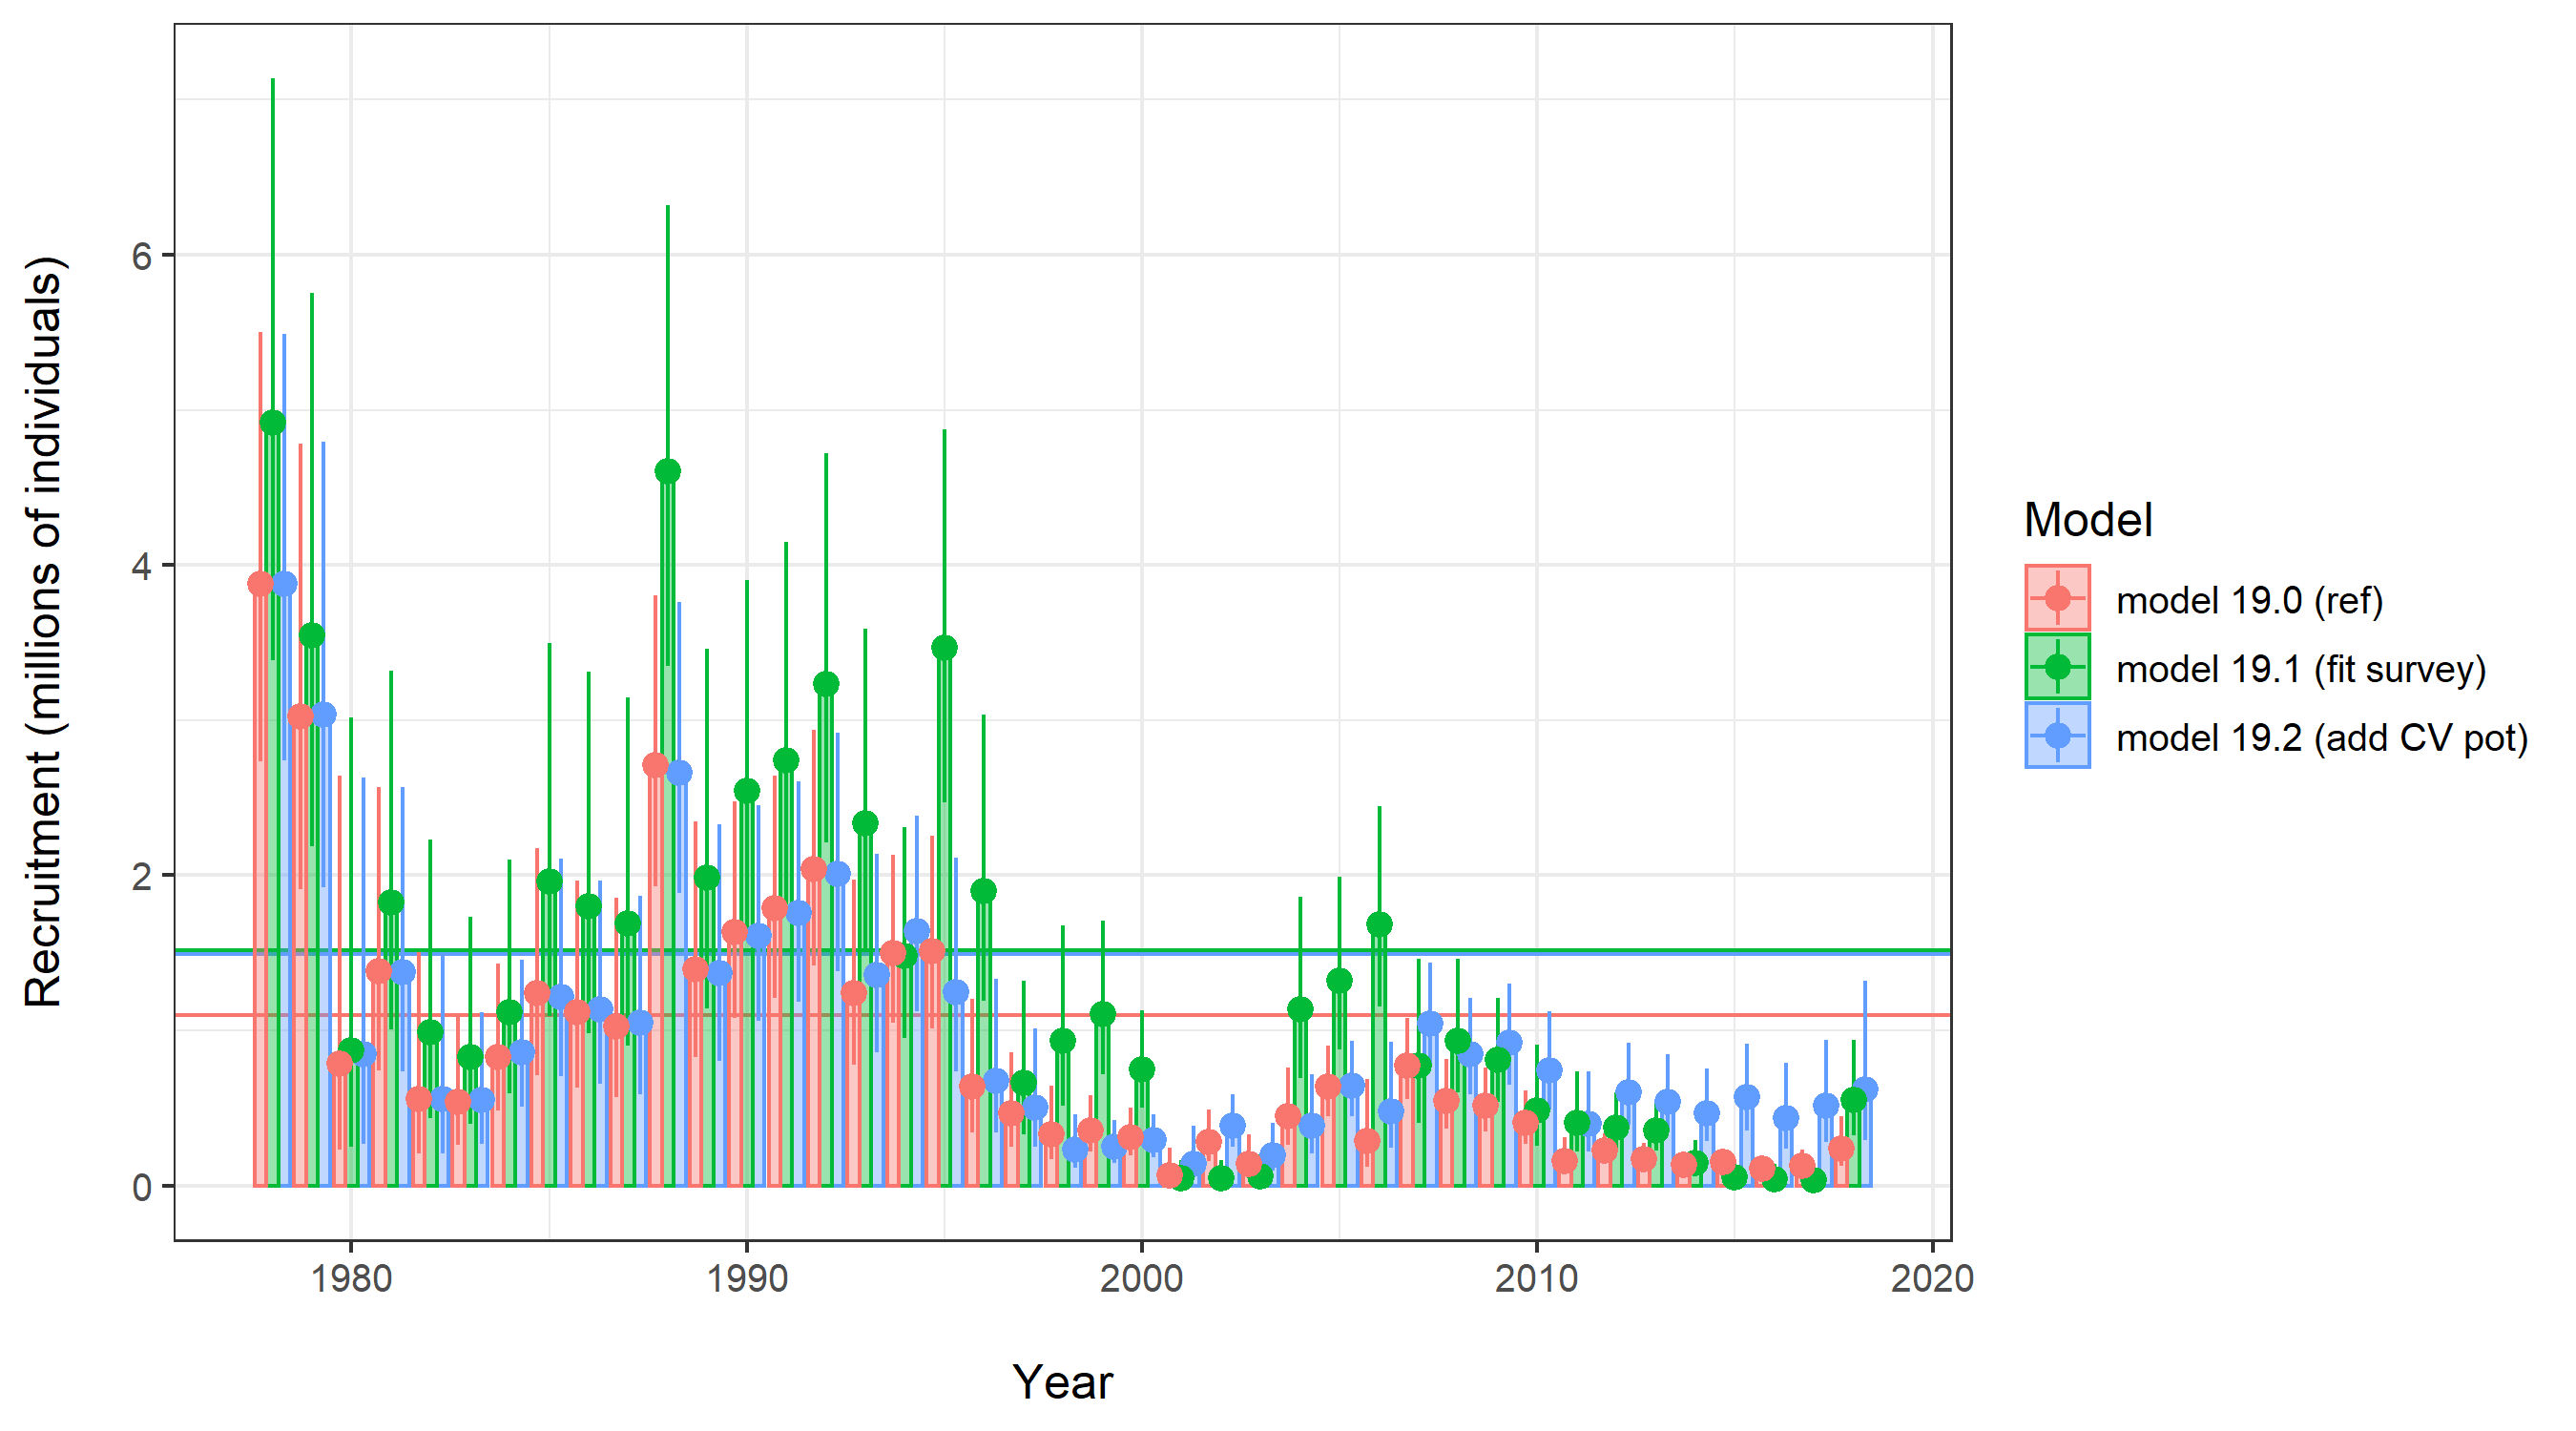 Recruitment (millions of individuals)
6
4
2
0
1980 1990 2000 2010 2020
Year
Model
model 19.0 (ref)
model 19.1 (fit survey)
model 19.2 (add CV pot)